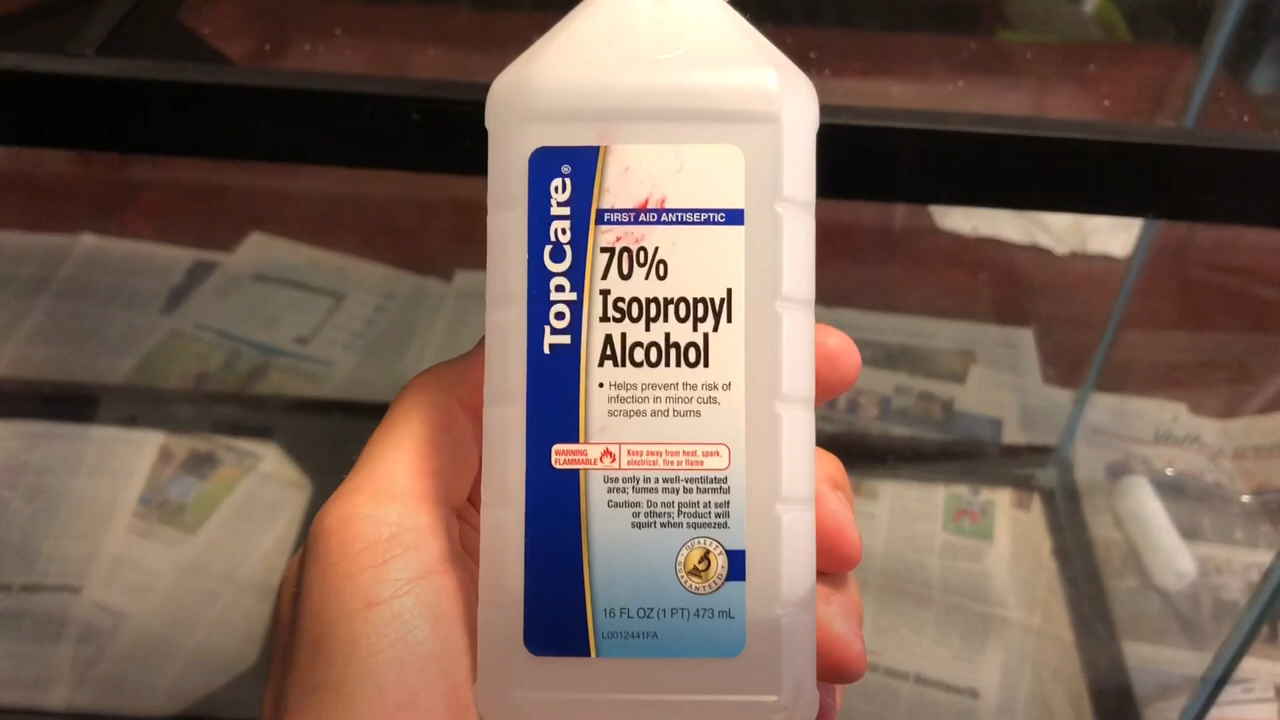 TopCare®
FIRST AID ANTISEPTIC
70%
Isopropyl
Alcohol
• Helps prevent the risk of
infection in minor cuts,
scrapes and burns
WARNING
FLAMMABLE
Keep away from heat, spark,
electrical, fire or flame
Use only in a well-ventilated
area; fumes may be harmful
Caution: Do not point at self
or others; Product will
squirt when squeezed.
QUALITY
GUARANTEED
16 FL OZ (1 PT) 473 mL
L0012441FA